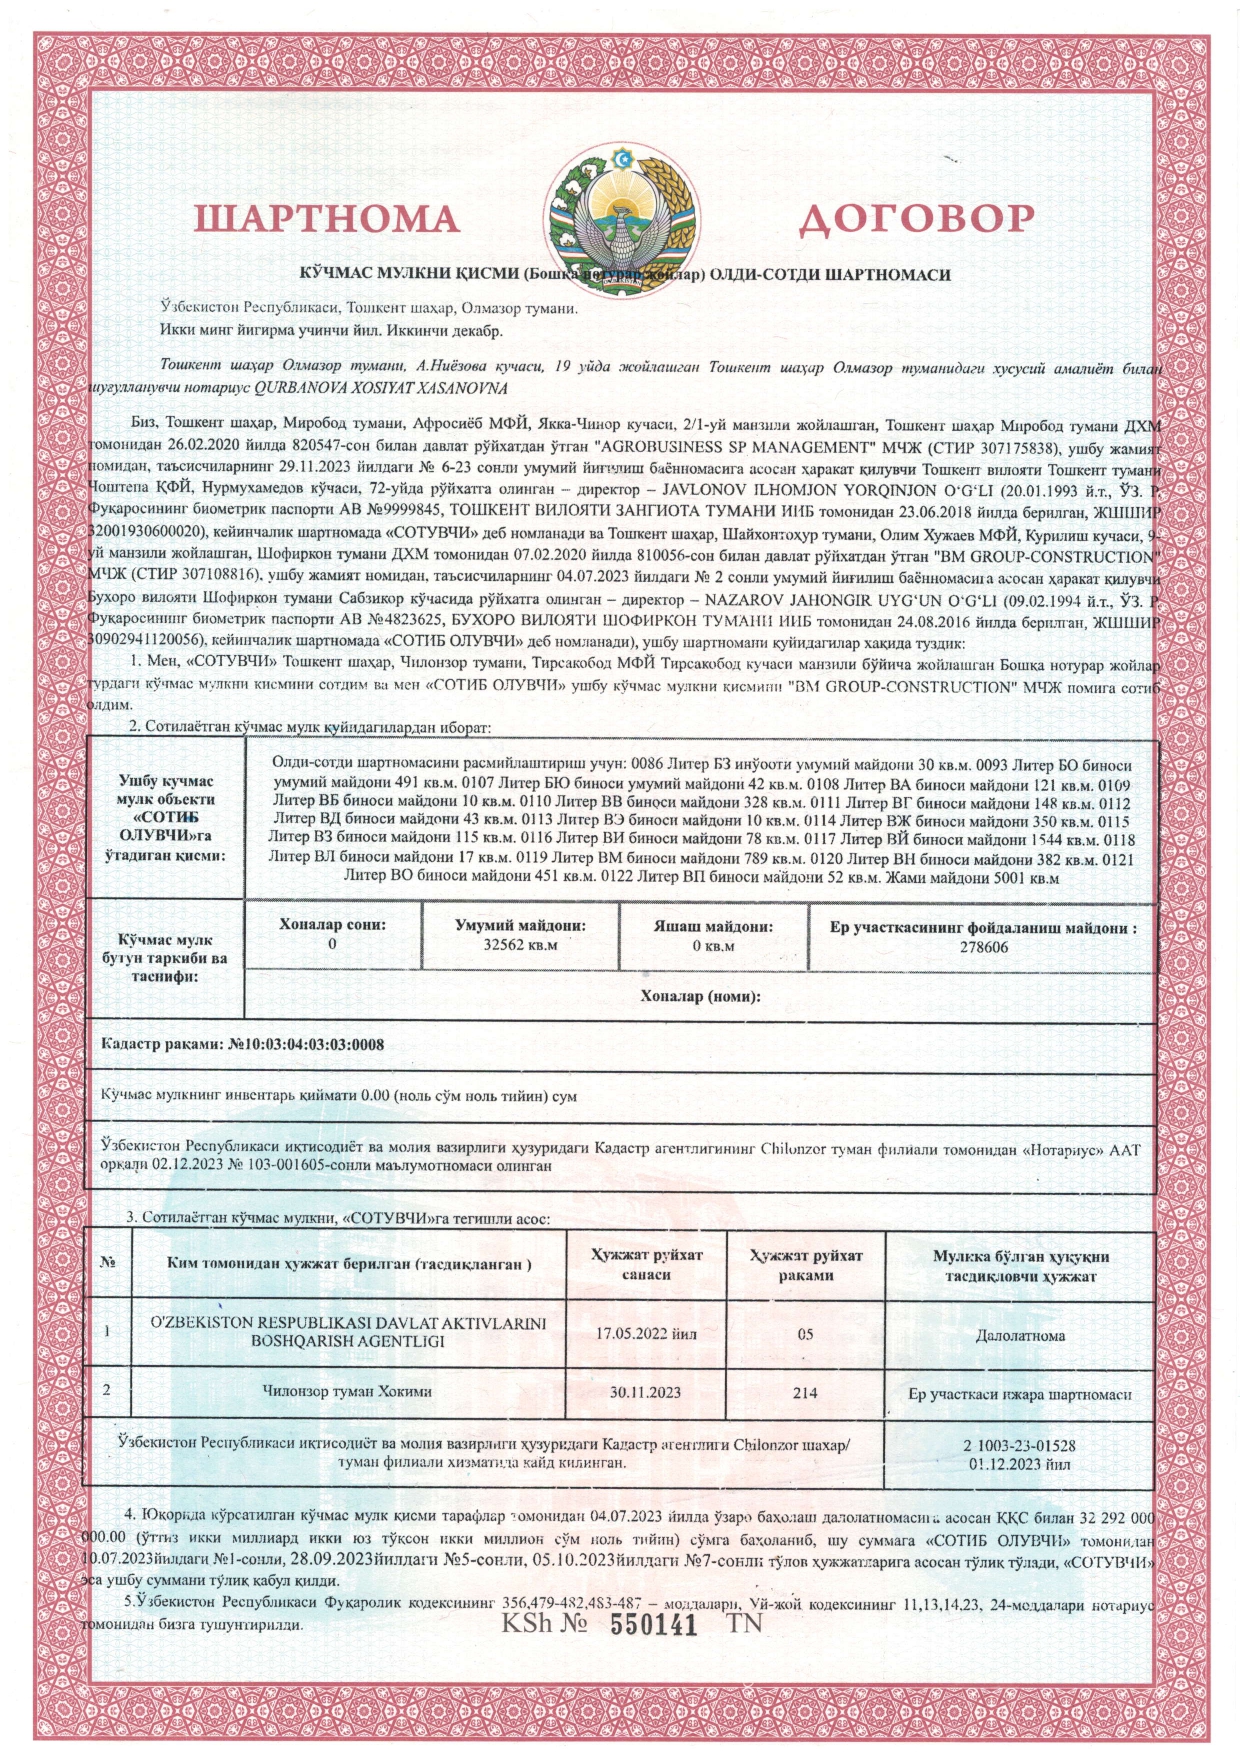 ШАРТНОМА
ДОГОВОР
КЎЧМАС МУЛКНИ ҚИСМИ (Бошқа нотурар жойлар) ОЛДИ-СОТДИ ШАРТНОМАСИ
Ўзбекистон Республикаси, Тошкент шаҳар, Олмазор тумани.
Икки минг йигирма учинчи йил. Иккинчи декабр.
Тошкент шаҳар Олмазор тумани, А.Ниёзова кучаси, 19 уйда жойлашган Тошкент шаҳар Олмазор туманидаги хусусий амалиёт билан
шуғулланувчи нотариус QURBANOVA XOSIYAT XASANOVNA
Биз, Тошкент шаҳар, Миробод тумани, Афросиёб МФЙ, Якка-Чинор кучаси, 2/1-уй манзили жойлашган, Тошкент шаҳар Миробод тумани ДХМ
томонидан 26.02.2020 йилда 820547-сон билан давлат рўйхатдан ўтган "AGROBUSINESS SP MANAGEMENT" МЧЖ (СТИР 307175838), ушбу жамият
номидан, таъсисчиларнинг 29.11.2023 йилдаги № 6-23 сонли умумий йиғилиш баённомасига асосан ҳаракат қилувчи Тошкент вилояти Тошкент тумани
Чоштепа ҚФЙ, Нурмухамедов кўчаси, 72-уйда рўйхатга олинган – директор – JAVLONOV ILHOMJON YORQINJON O‘G‘LI (20.01.1993 й.т., ЎЗ. Р.
Фуқаросининг биометрик паспорти АВ №9999845, ТОШКЕНТ ВИЛОЯТИ ЗАНГИОТА ТУМАНИ ИИБ томонидан 23.06.2018 йилда берилган, ЖШШИР
32001930600020), кейинчалик шартномада «СОТУВЧИ» деб номланади ва Тошкент шаҳар, Шайхонтоҳур тумани, Олим Хужаев МФЙ, Курилиш кучаси, 9-
уй манзили жойлашган, Шофиркон тумани ДХМ томонидан 07.02.2020 йилда 810056-сон билан давлат рўйхатдан ўтган "BM GROUP-CONSTRUCTION"
МЧЖ (СТИР 307108816), ушбу жамият номидан, таъсисчиларнинг 04.07.2023 йилдаги № 2 сонли умумий йиғилиш баённомасига асосан ҳаракат қилувчи
Бухоро вилояти Шофиркон тумани Сабзикор кўчасида рўйхатга олинган – директор – NAZAROV JAHONGIR UYG‘UN O‘G‘LI (09.02.1994 й.т., ЎЗ. Р.
Фуқаросининг биометрик паспорти АВ №4823625, БУХОРО ВИЛОЯТИ ШОФИРКОН ТУМАНИ ИИБ томонидан 24.08.2016 йилда берилган, ЖШШИР
30902941120056), кейинчалик шартномада «СОТИБ ОЛУВЧИ» деб номланади), ушбу шартномани қуйидагилар хақида туздик:
1. Мен, «СОТУВЧИ» Тошкент шаҳар, Чилонзор тумани, Тирсакобод МФЙ Тирсакобод кучаси манзили бўйича жойлашган Бошқа нотурар жойлар
турдаги кўчмас мулкни кисмини сотдим ва мен «СОТИБ ОЛУВЧИ» ушбу кўчмас мулкни қисмини "BM GROUP-CONSTRUCTION" МЧЖ номига сотиб
олдим.
2. Сотилаётган кўчмас мулк қуйидагилардан иборат:
Ушбу кучмас
мулк объекти
«СОТИБ
ОЛУВЧИ»га
ўтадиган қисми:
Олди-сотди шартномасини расмийлаштириш учун: 0086 Литер БЗ инўооти умумий майдони 30 кв.м. 0093 Литер БО биноси
умумий майдони 491 кв.м. 0107 Литер БЮ биноси умумий майдони 42 кв.м. 0108 Литер ВА биноси майдони 121 кв.м. 0109
Литер ВБ биноси майдони 10 кв.м. 0110 Литер ВВ биноси майдони 328 кв.м. 0111 Литер ВГ биноси майдони 148 кв.м. 0112
Литер ВД биноси майдони 43 кв.м. 0113 Литер ВЭ биноси майдони 10 кв.м. 0114 Литер ВЖ биноси майдони 350 кв.м. 0115
Литер ВЗ биноси майдони 115 кв.м. 0116 Литер ВИ биноси майдони 78 кв.м. 0117 Литер ВЙ биноси майдони 1544 кв.м. 0118
Литер ВЛ биноси майдони 17 кв.м. 0119 Литер ВМ биноси майдони 789 кв.м. 0120 Литер ВН биноси майдони 382 кв.м. 0121
Литер ВО биноси майдони 451 кв.м. 0122 Литер ВП биноси майдони 52 кв.м. Жами майдони 5001 кв.м
Кўчмас мулк
бутун таркиби ва
таснифи:
Хоналар сони:
0
Умумий майдони:
32562 кв.м
Яшаш майдони:
0 кв.м
Ер участкасининг фойдаланиш майдони :
278606
Хоналар (номи):
Кадастр рақами: №10:03:04:03:03:0008
Кўчмас мулкнинг инвентарь қиймати 0.00 (ноль сўм ноль тийин) сум
Ўзбекистон Республикаси иқтисодиёт ва молия вазирлиги ҳузуридаги Кадастр агентлигининг Chilonzor туман филиали томонидан «Нотариус» ААТ
орқали 02.12.2023 № 103-001605-сонли маълумотномаси олинган
3. Сотилаётган кўчмас мулкни, «СОТУВЧИ»га тегишли асос:
№
Ким томонидан ҳужжат берилган (тасдиқланган )
Ҳужжат руйхат
санаси
Ҳужжат руйхат
раками
Мулкка бўлган ҳуқуқни
тасдиқловчи ҳужжат
1
O'ZBEKISTON RESPUBLIKASI DAVLAT AKTIVLARINI
BOSHQARISH AGENTLIGI
17.05.2022 йил
05
Далолатнома
2
Чилонзор туман Хокими
30.11.2023
214
Ер участкаси ижара шартномаси
Ўзбекистон Республикаси иқтисодиёт ва молия вазирлиги ҳузуридаги Кадастр агентлиги Chilonzor шахар/
туман филиали хизматида қайд килинган.
2 1003-23-01528
01.12.2023 йил
4. Юқорида кўрсатилган кўчмас мулк қисми тарафлар томонидан 04.07.2023 йилда ўзаро баҳолаш далолатномасига асосан ҚҚС билан 32 292 000
000.00 (ўттиз икки миллиард икки юз тўқсон икки миллион сўм ноль тийин) сўмга баҳоланиб, шу суммага «СОТИБ ОЛУВЧИ» томонидан
10.07.2023йилдаги №1-сонли, 28.09.2023йилдаги №5-сонли, 05.10.2023йилдаги №7-сонли тўлов ҳужжатларига асосан тўлиқ тўлади, «СОТУВЧИ»
эса ушбу суммани тўлиқ қабул қилди.
5.Ўзбекистон Республикаси Фуқаролик кодексининг 356,479-482,483-487 – моддалари, Уй-жой кодексининг 11,13,14,23, 24-моддалари нотариус
томонидан бизга тушунтирилди.
KSh № 550141 TN